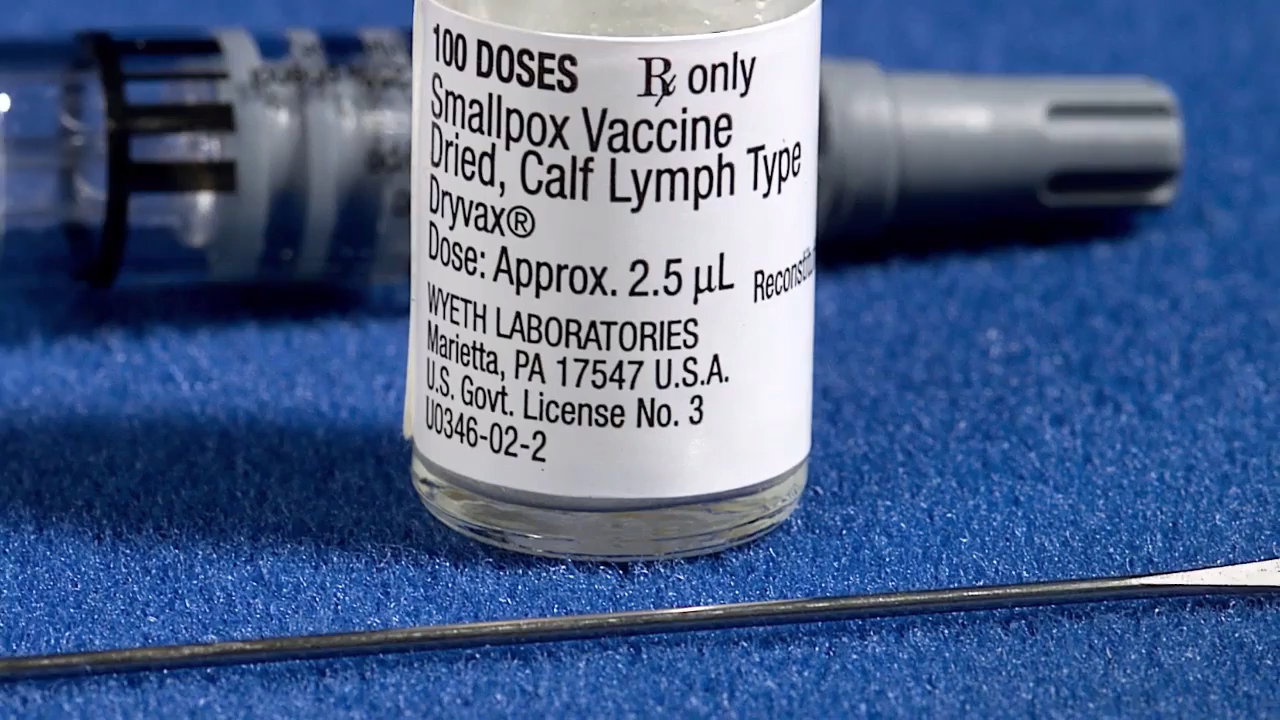 100 DOSES ℞ only
Smallpox Vaccine
Dried, Calf Lymph Type
Dryvax®
Dose: Approx. 2.5 µL
WYETH LABORATORIES
Marietta, PA 17547 U.S.A.
U.S. Govt. License No. 3
U0346-02-2